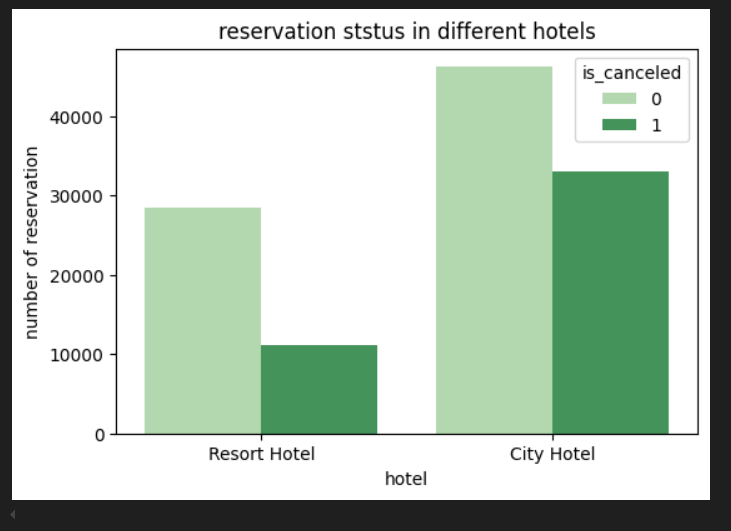 reservation ststus in different hotels
is_canceled
0
1
number of reservation
40000
30000
20000
10000
0
Resort Hotel
City Hotel
hotel